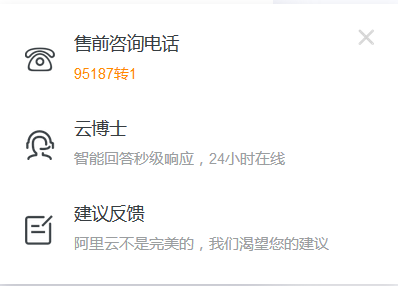 售前咨询电话
95187转1
云博士
智能回答秒级响应，24小时在线
建议反馈
阿里云不是完美的，我们渴望您的建议